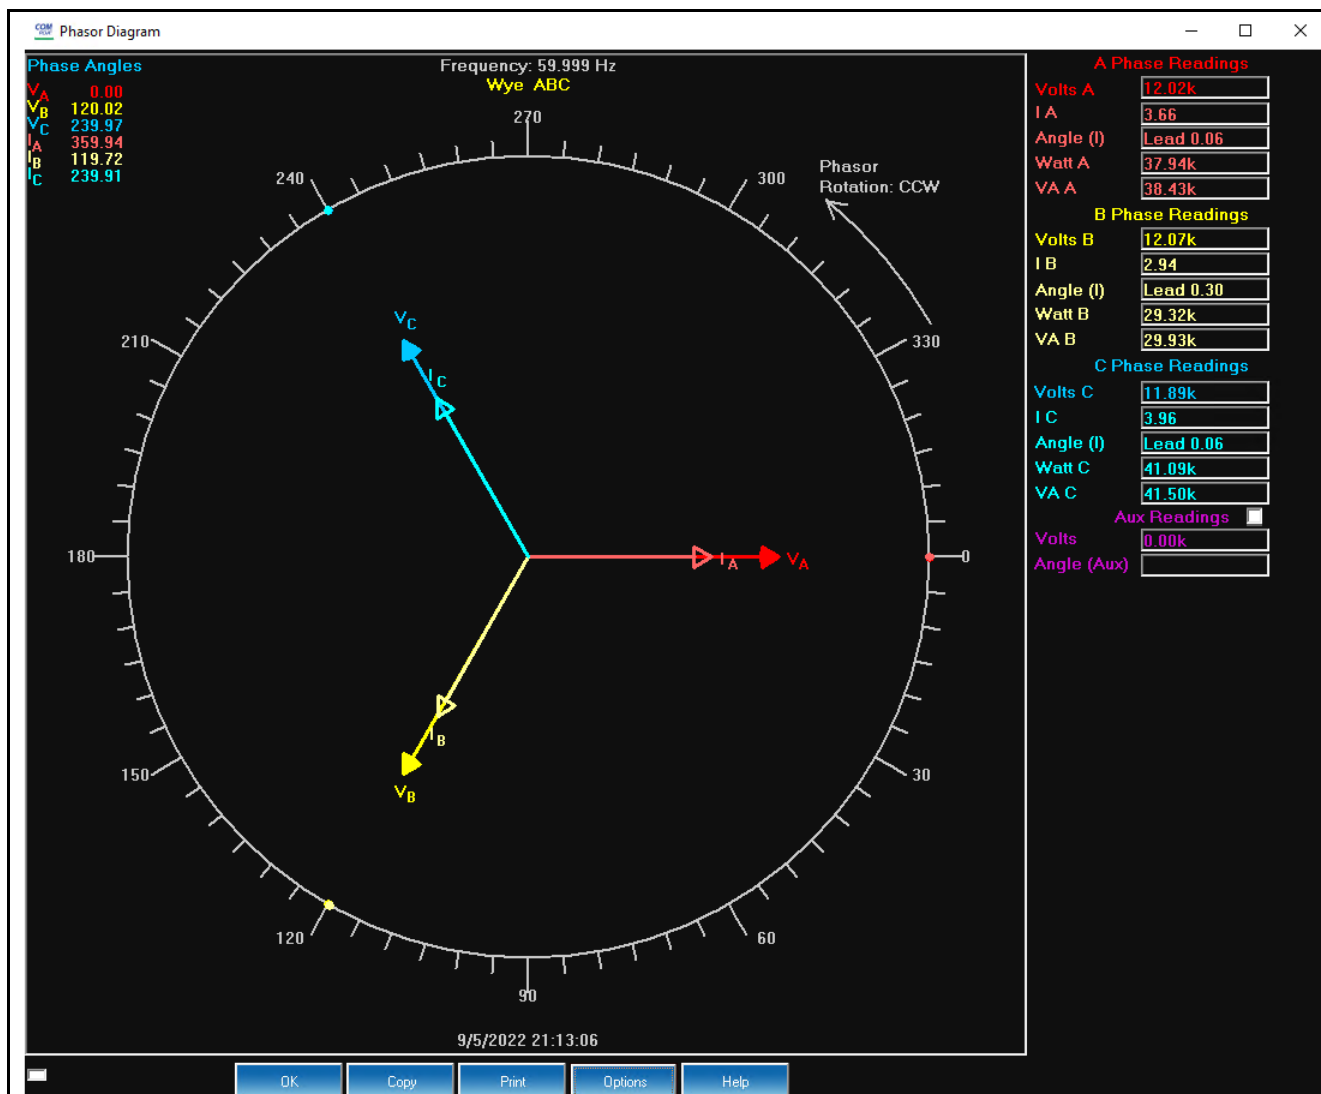 COM
Phasor Diagram
Phase Angles
VA 0.00
VB 120.02
VC 239.97
IA 359.94
IB 119.72
IC 239.91
Frequency: 59.999 Hz
Wye ABC
270
240
300
Phasor
Rotation: CCW
210
330
VC
IC
180
IA
VA
0
IB
VB
150
30
120
60
90
9/5/2022 21:13:06
A Phase Readings
Volts A 12.02k
I A 3.66
Angle (I) Lead 0.06
Watt A 37.94k
VA A 38.43k
B Phase Readings
Volts B 12.07k
I B 2.94
Angle (I) Lead 0.30
Watt B 29.32k
VA B 29.93k
C Phase Readings
Volts C 11.89k
I C 3.96
Angle (I) Lead 0.06
Watt C 41.09k
VA C 41.50k
Aux Readings
Volts 0.00k
Angle (Aux)
OK Copy Print Options Help